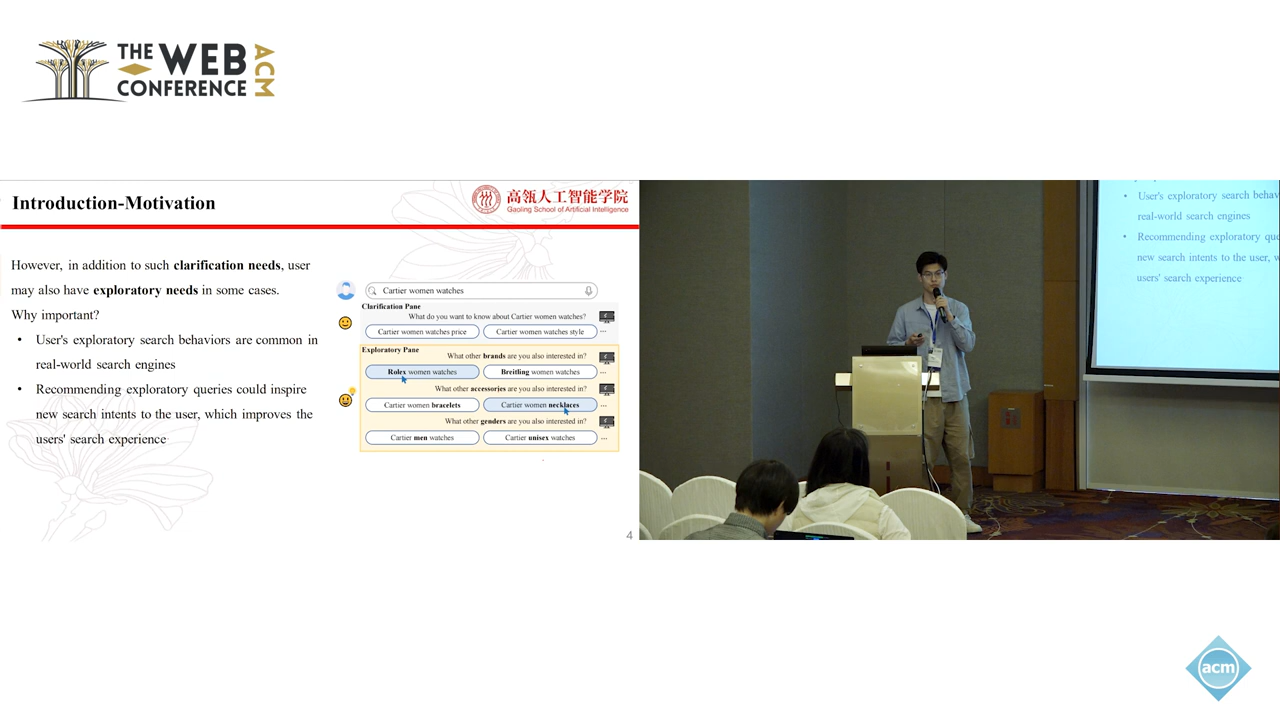 THE WEB CONFERENCE ACM
Introduction-Motivation
高瓴人工智能学院
Gaoling School of Artificial Intelligence
However, in addition to such clarification needs, user
may also have exploratory needs in some cases.
Why important?
• User's exploratory search behaviors are common in
real-world search engines
• Recommending exploratory queries could inspire
new search intents to the user, which improves the
users' search experience
Cartier women watches
Clarification Pane
What do you want to know about Cartier women watches?
Cartier women watches price
Cartier women watches style
...
Exploratory Pane
What other brands are you also interested in?
Rolex women watches
Breitling women watches
...
What other accessories are you also interested in?
Cartier women bracelets
Cartier women necklaces
...
What other genders are you also interested in?
Cartier men watches
Cartier unisex watches
...
4
• User's exploratory search behav
real-world search engines
• Recommending exploratory que
new search intents to the user, w
users' search experience
acm